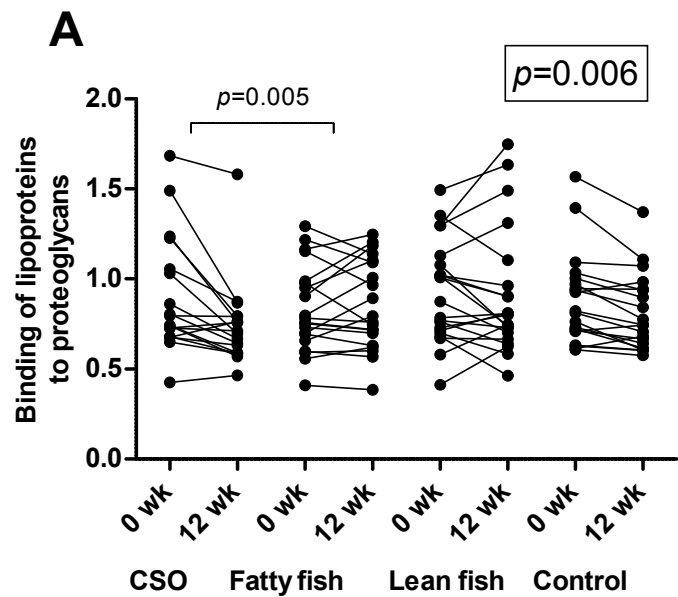 A
p=0.006
p=0.005
2.0
1.5
1.0
0.5
0.0
Binding of lipoproteins
to proteoglycans
0 wk 12 wk 0 wk 12 wk 0 wk 12 wk 0 wk 12 wk
CSO Fatty fish Lean fish Control